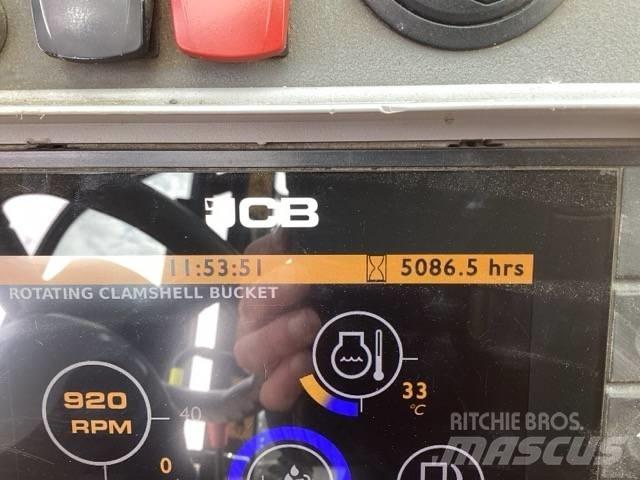 JCB
11:53:51 5086.5 hrs
ROTATING CLAMSHELL BUCKET
33
°C
920
RPM
40
0
RITCHIE BROS.
MASCUS